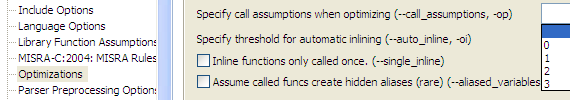 Include Options
Language Options
Library Function Assumptions
MISRA-C:2004: MISRA Rules
Optimizations
Parser Preprocessing Options
Specify call assumptions when optimizing (--call_assumptions, -op)
Specify threshold for automatic inlining (--auto_inline, -oi)
Inline functions only called once. (--single_inline)
Assume called funcs create hidden aliases (rare) (--aliased_variables
0
1
2
3